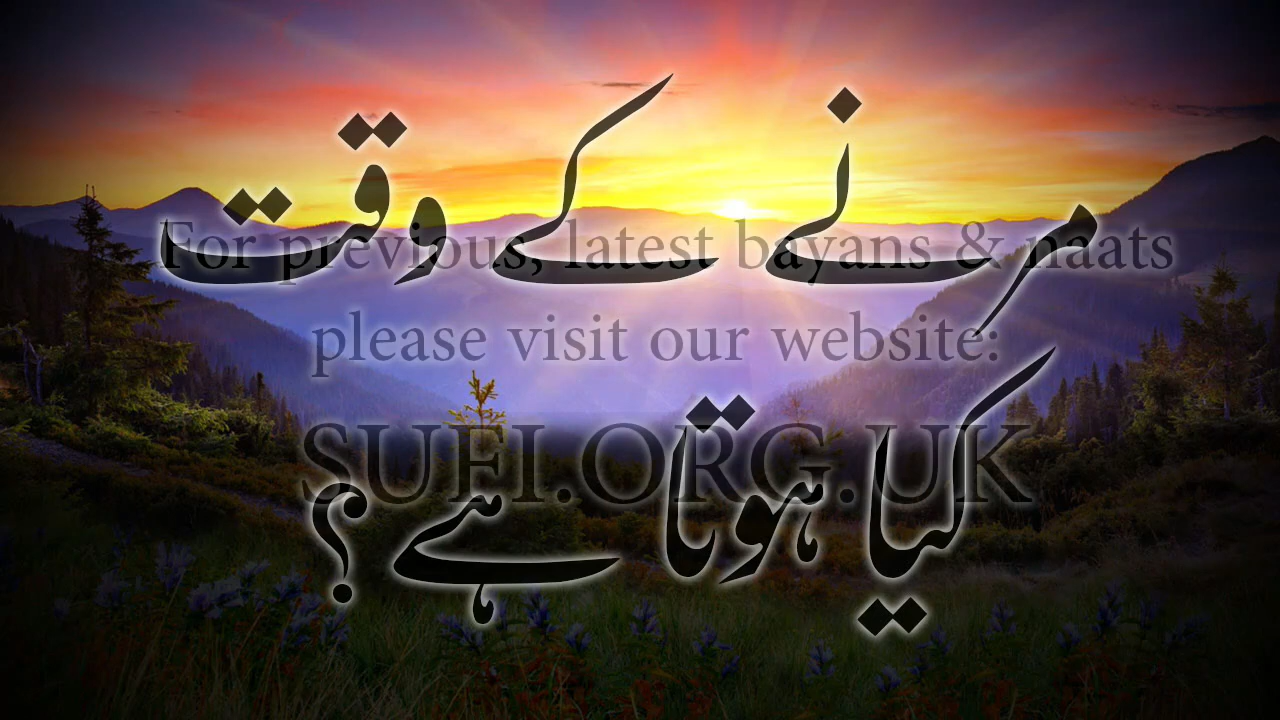 مرنے کے وقت
For previous, latest bayans & naats
please visit our website:
SUFI.ORG.UK
کیا ہوتا ہے؟